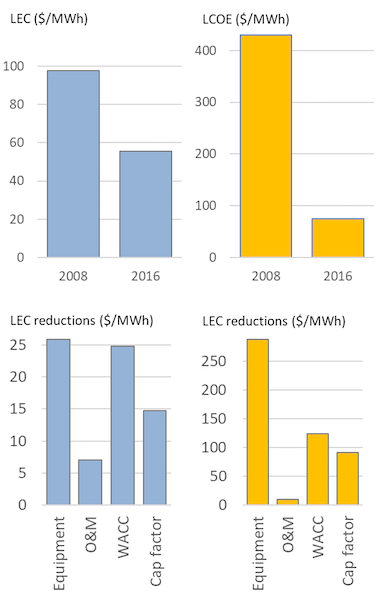 LEC ($/MWh)
100
80
60
40
20
0
2008 2016
LCOE ($/MWh)
400
300
200
100
0
2008 2016
LEC reductions ($/MWh)
25
20
15
10
5
0
Equipment
O&M
WACC
Cap factor
LEC reductions ($/MWh)
250
200
150
100
50
0
Equipment
O&M
WACC
Cap factor